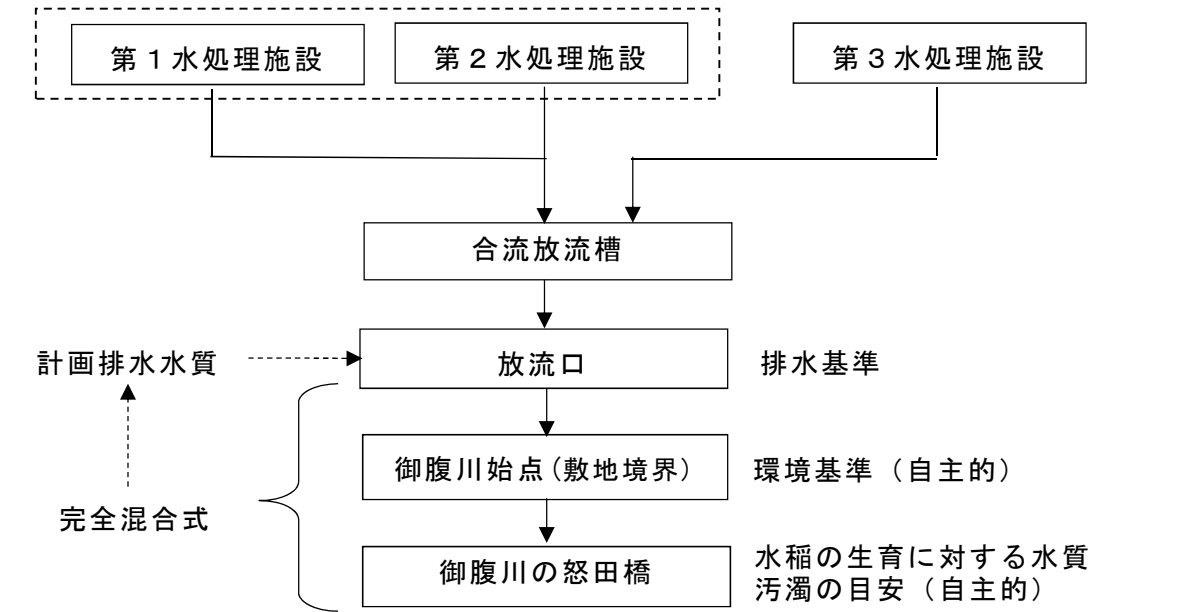 第１水処理施設
第２水処理施設
第３水処理施設
合流放流槽
計画排水水質
放流口
排水基準
御腹川始点(敷地境界)
環境基準（自主的）
完全混合式
御腹川の怒田橋
水稲の生育に対する水質
汚濁の目安（自主的）